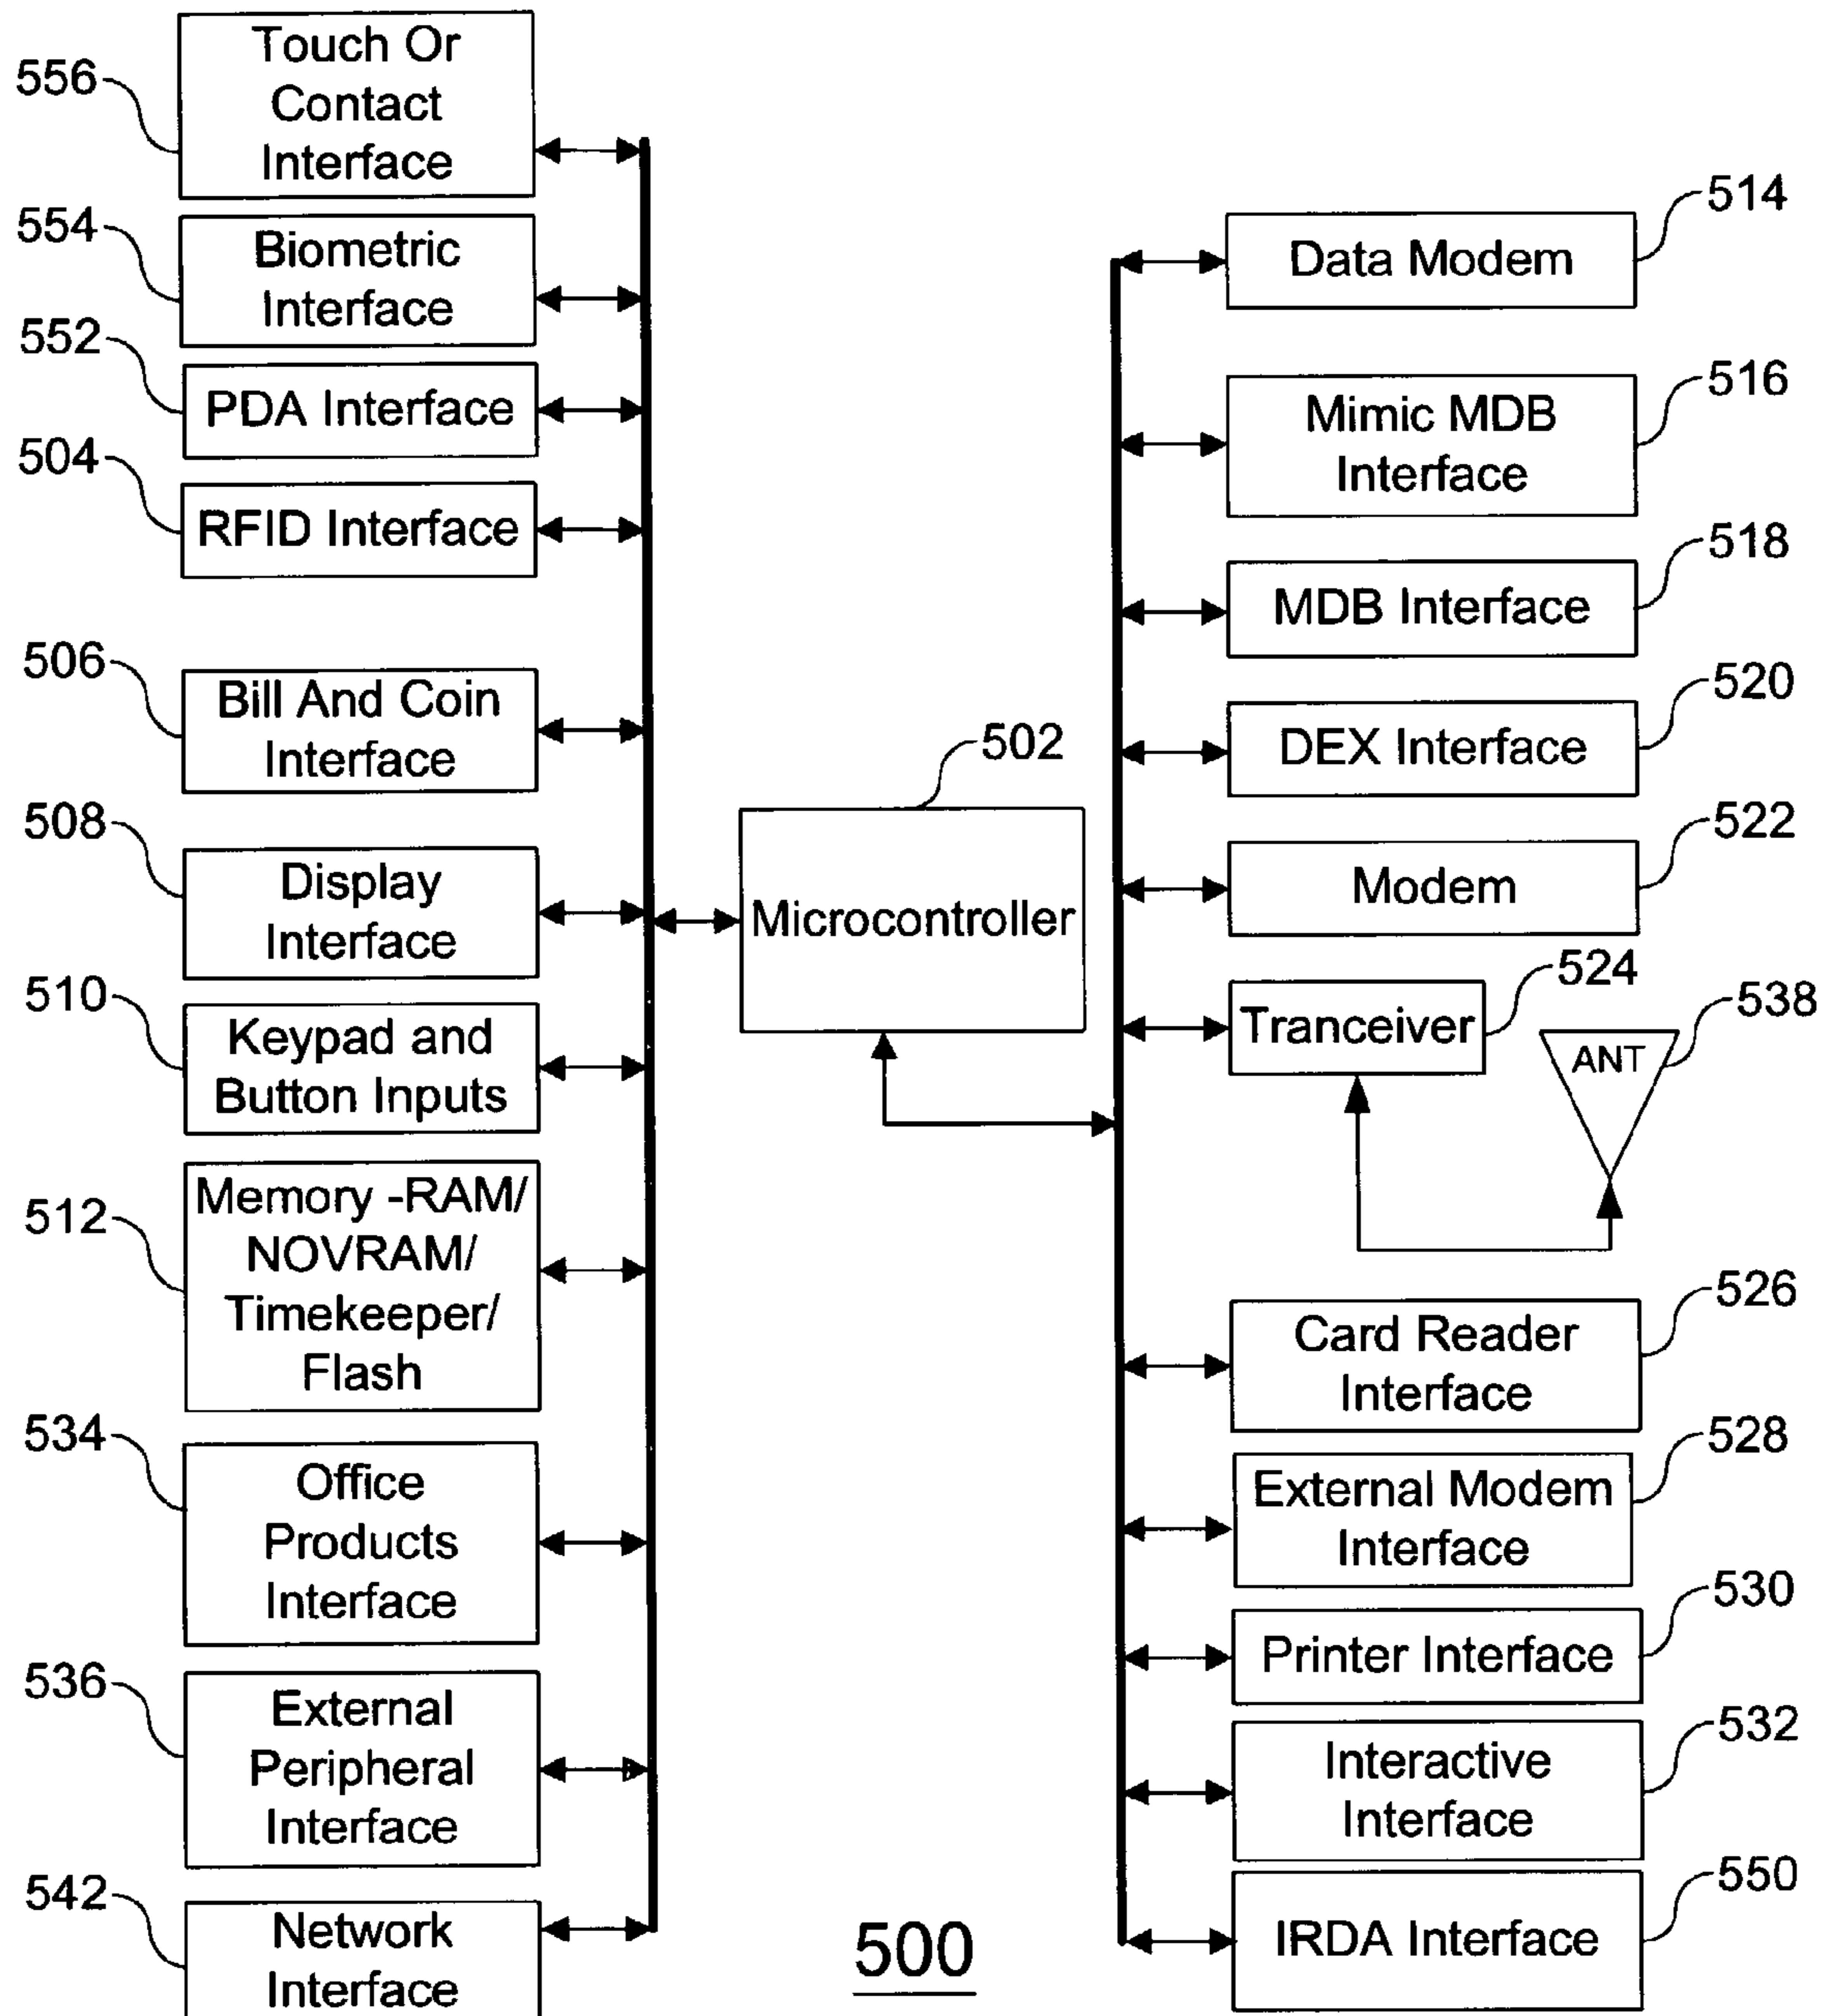 556
Touch Or
Contact
Interface
554
Biometric
Interface
552
PDA Interface
504
RFID Interface
506
Bill And Coin
Interface
508
Display
Interface
510
Keypad and
Button Inputs
512
Memory -RAM/
NOVRAM/
Timekeeper/
Flash
534
Office
Products
Interface
536
External
Peripheral
Interface
542
Network
Interface
502
Microcontroller
514
Data Modem
516
Mimic MDB
Interface
518
MDB Interface
520
DEX Interface
522
Modem
524
Tranceiver
538
ANT
526
Card Reader
Interface
528
External Modem
Interface
530
Printer Interface
532
Interactive
Interface
550
IRDA Interface
500